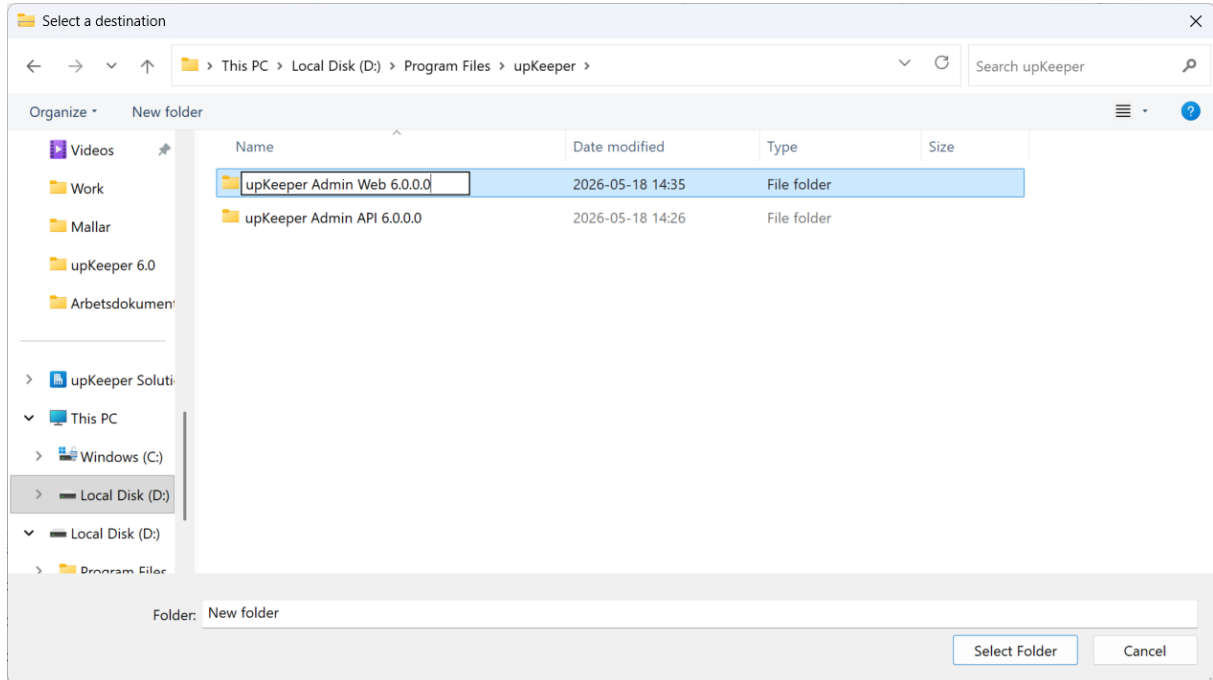 Select a destination
This PC > Local Disk (D:) > Program Files > upKeeper >
Search upKeeper
Organize New folder
Name Date modified Type Size
upKeeper Admin Web 6.0.0.0 2026-05-18 14:35 File folder
upKeeper Admin API 6.0.0.0 2026-05-18 14:26 File folder
Videos
Work
Mallar
upKeeper 6.0
Arbetsdokument
upKeeper Soluti
This PC
Windows (C:)
Local Disk (D:)
Local Disk (D:)
Program Files
Folder: New folder
Select Folder Cancel